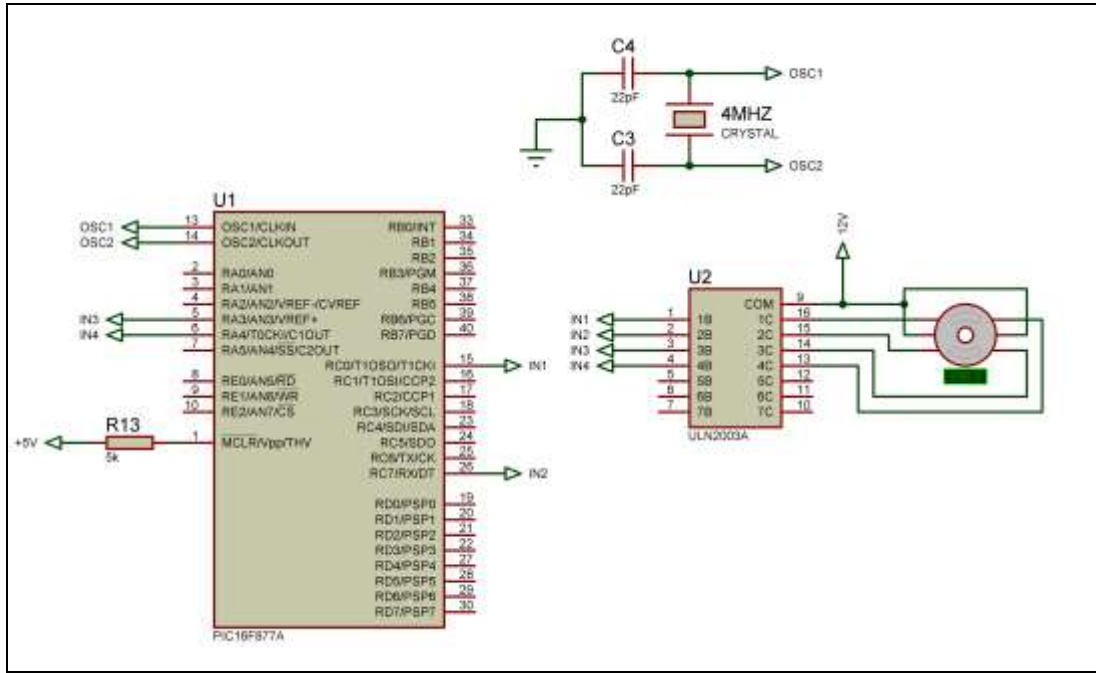 C4
22pF
OSC1
4MHZ
CRYSTAL
C3
22pF
OSC2
U1
OSC1 13 OSC1/CLKIN RB0/INT 33
OSC2 14 OSC2/CLKOUT RB1 34
RB2 35
2 RA0/AN0 RB3/PGM 36
3 RA1/AN1 RB4 37
4 RA2/AN2/VREF-/CVREF RB5 38
IN3 5 RA3/AN3/VREF+ RB6/PGC 39
IN4 6 RA4/T0CKI/C1OUT RB7/PGD 40
7 RA5/AN4/SS/C2OUT
RC0/T1OSO/T1CKI 15 IN1
8 RE0/AN5/RD RC1/T1OSI/CCP2 16
9 RE1/AN6/WR RC2/CCP1 17
10 RE2/AN7/CS RC3/SCK/SCL 18
RC4/SDI/SDA 23
R13
+5V 5k 1 MCLR/Vpp/THV RC5/SDO 24
RC6/TX/CK 25
RC7/RX/DT 26 IN2
RD0/PSP0 19
RD1/PSP1 20
RD2/PSP2 21
RD3/PSP3 22
RD4/PSP4 27
RD5/PSP5 28
RD6/PSP6 29
RD7/PSP7 30
PIC16F877A
12V
U2
COM 9
IN1 1 1B 1C 16
IN2 2 2B 2C 15
IN3 3 3B 3C 14
IN4 4 4B 4C 13
5 5B 5C 12
6 6B 6C 11
7 7B 7C 10
ULN2003A